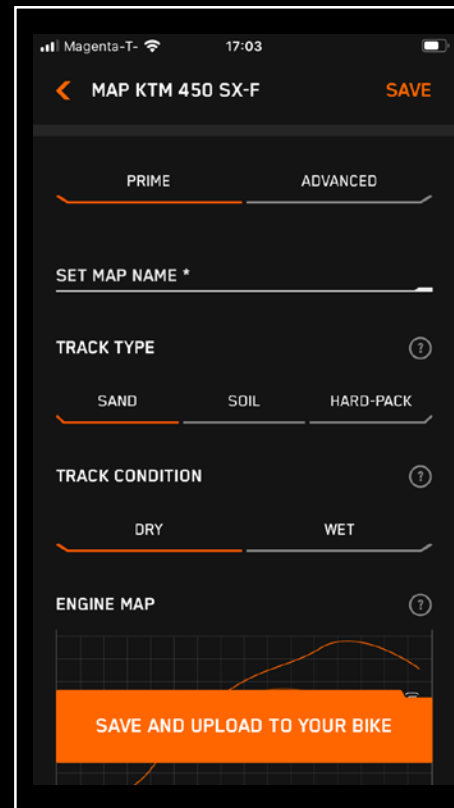 Magenta-T- 17:03
MAP KTM 450 SX-F SAVE
PRIME ADVANCED
SET MAP NAME *
TRACK TYPE ?
SAND SOIL HARD-PACK
TRACK CONDITION ?
DRY WET
ENGINE MAP ?
SAVE AND UPLOAD TO YOUR BIKE